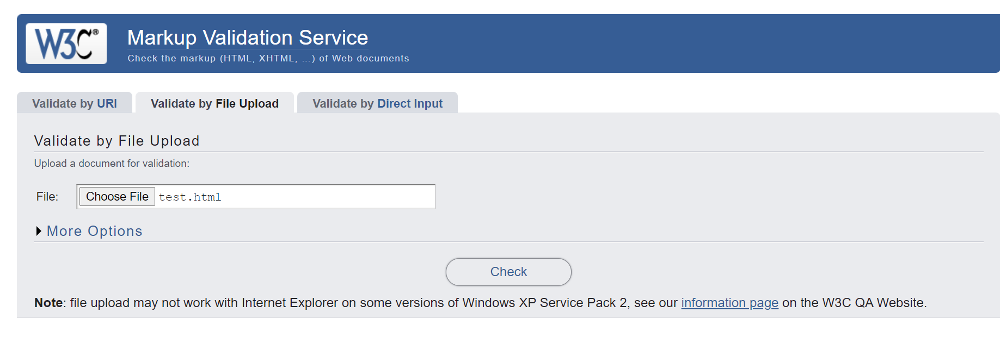 W3C®
Markup Validation Service
Check the markup (HTML, XHTML, ...) of Web documents
Validate by URI
Validate by File Upload
Validate by Direct Input
Validate by File Upload
Upload a document for validation:
File: Choose File test.html
More Options
Check
Note: file upload may not work with Internet Explorer on some versions of Windows XP Service Pack 2, see our information page on the W3C QA Website.